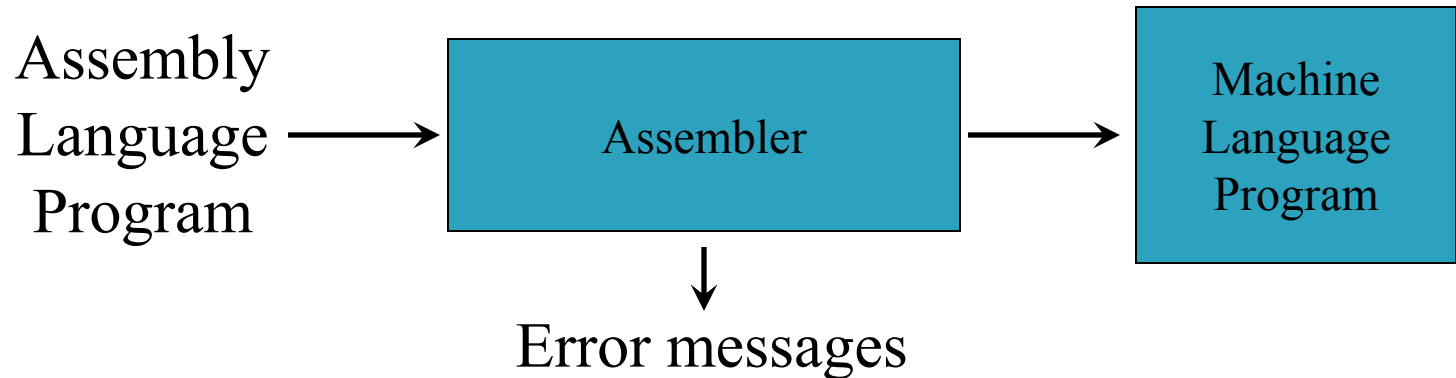 Assembly
Language
Program
Assembler
Machine
Language
Program
Error messages